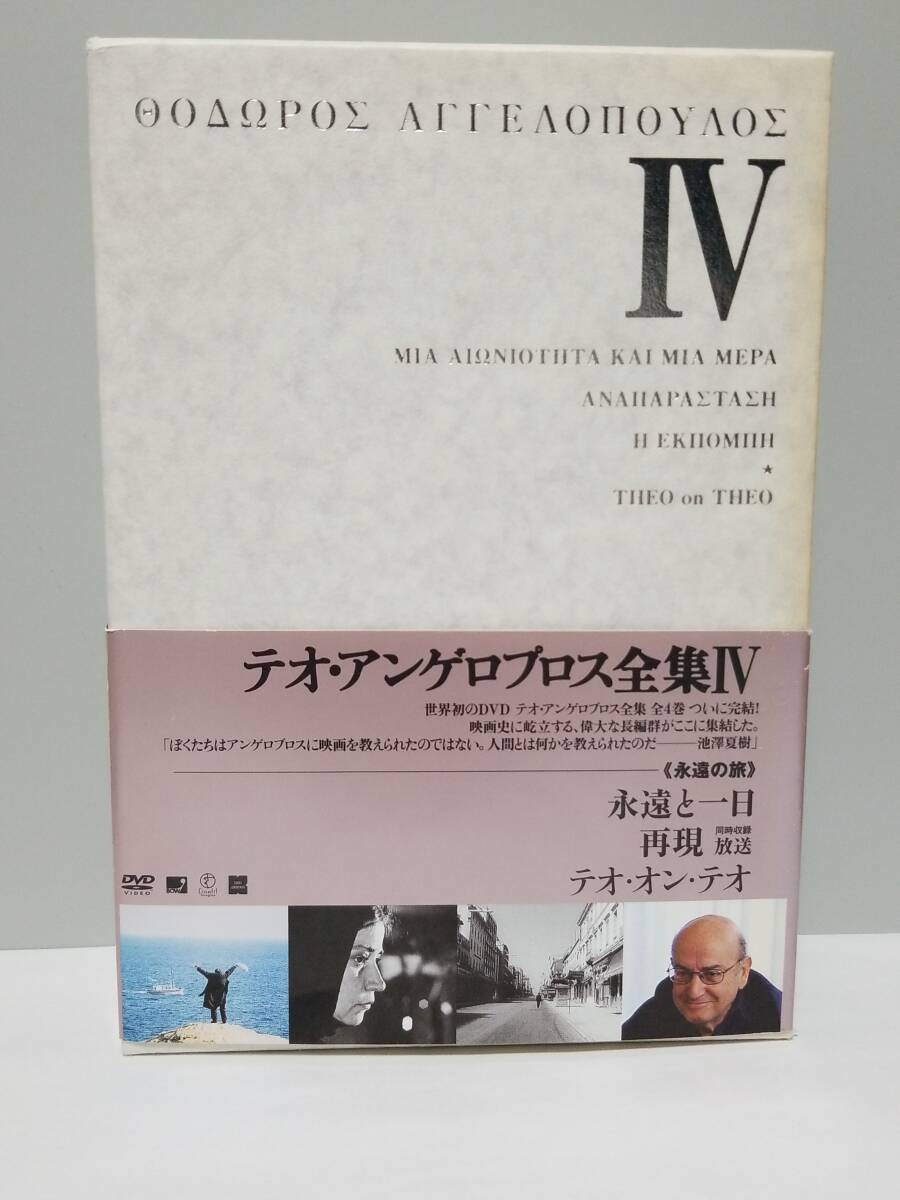 ΘΟΔΩΡΟΣ ΑΓΓΕΛΟΠΟΥΛΟΣ
IV
ΜΙΑ ΑΙΩΝΙΟΤΗΤΑ ΚΑΙ ΜΙΑ ΜΕΡΑ
ΑΝΑΠΑΡΑΣΤΑΣΗ
Η ΕΚΠΟΜΠΗ
★
THEO on THEO
テオ・アンゲロプロス全集IV
世界初のDVD テオ・アンゲロプロス全集 全4巻 ついに完結!
映画史に屹立する、偉大な長編群がここに集結した。
「ぼくたちはアンゲロプロスに映画を教えられたのではない。人間とは何かを教えられたのだ———池澤夏樹」
《永遠の旅》
永遠と一日
再現 同時収録 放送
テオ・オン・テオ
DVD
VIDEO